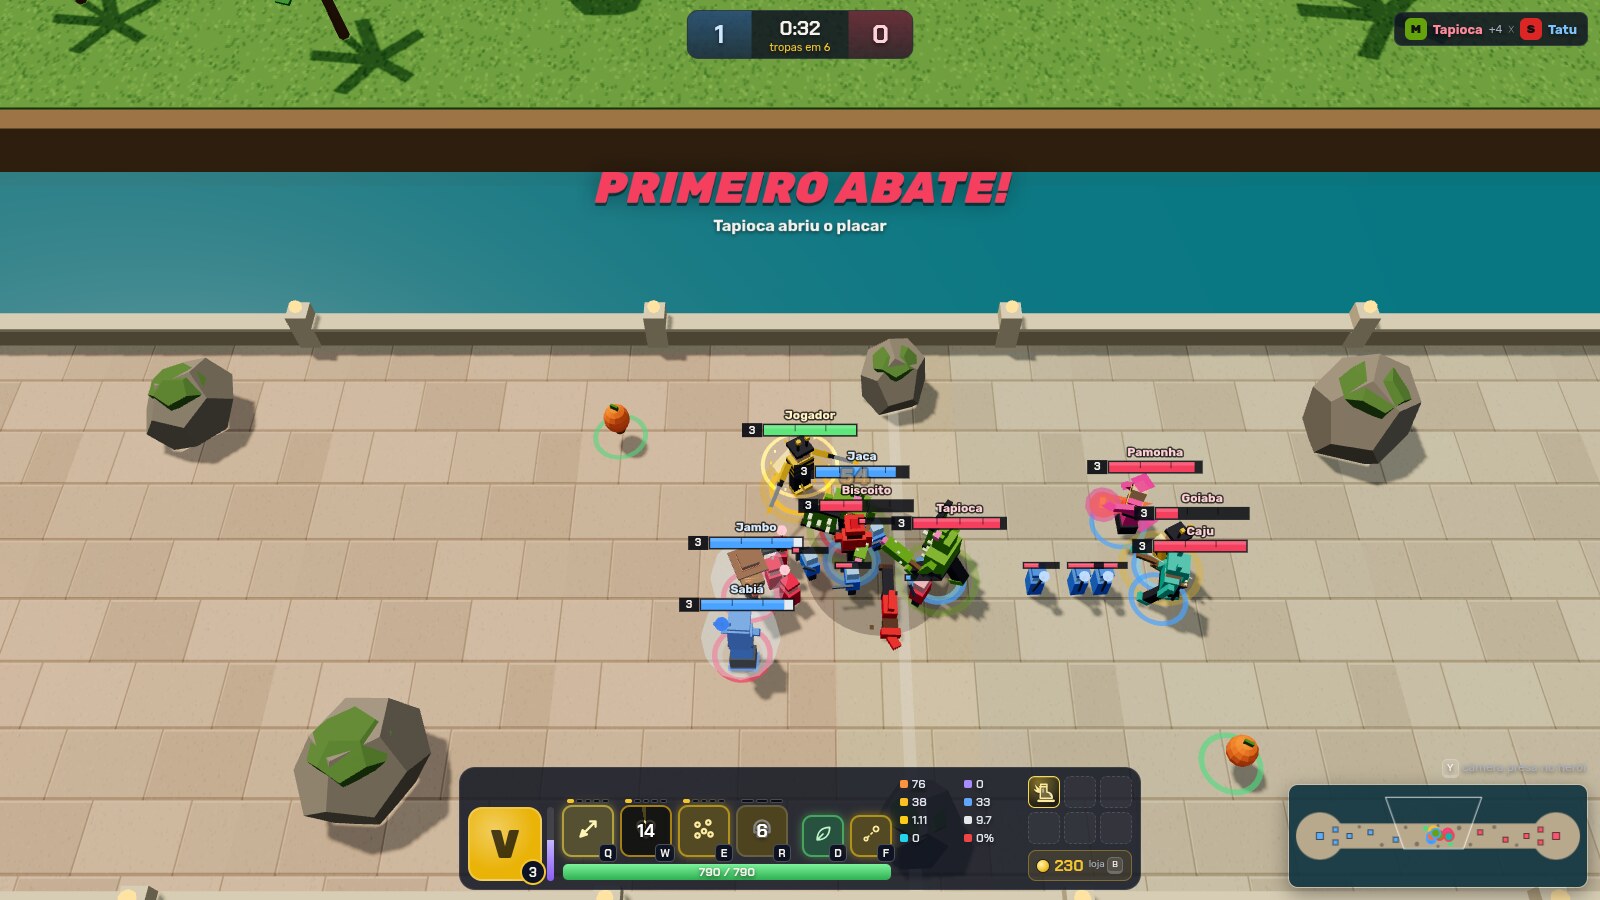 1
0:32
tropas em 6
0
M Tapioca +4 x S Tatu
PRIMEIRO ABATE!
Tapioca abriu o placar
Jogador
3
Jaca
3
Biscoito
3
Tapioca
3
Jambo
3
Sabiá
3
Pamonha
3
Goiaba
3
Caju
3
V
3
Q
14
W
E
6
R
D
F
790 / 790
76
0
38
33
1.11
9.7
0
0%
230 loja B
Y